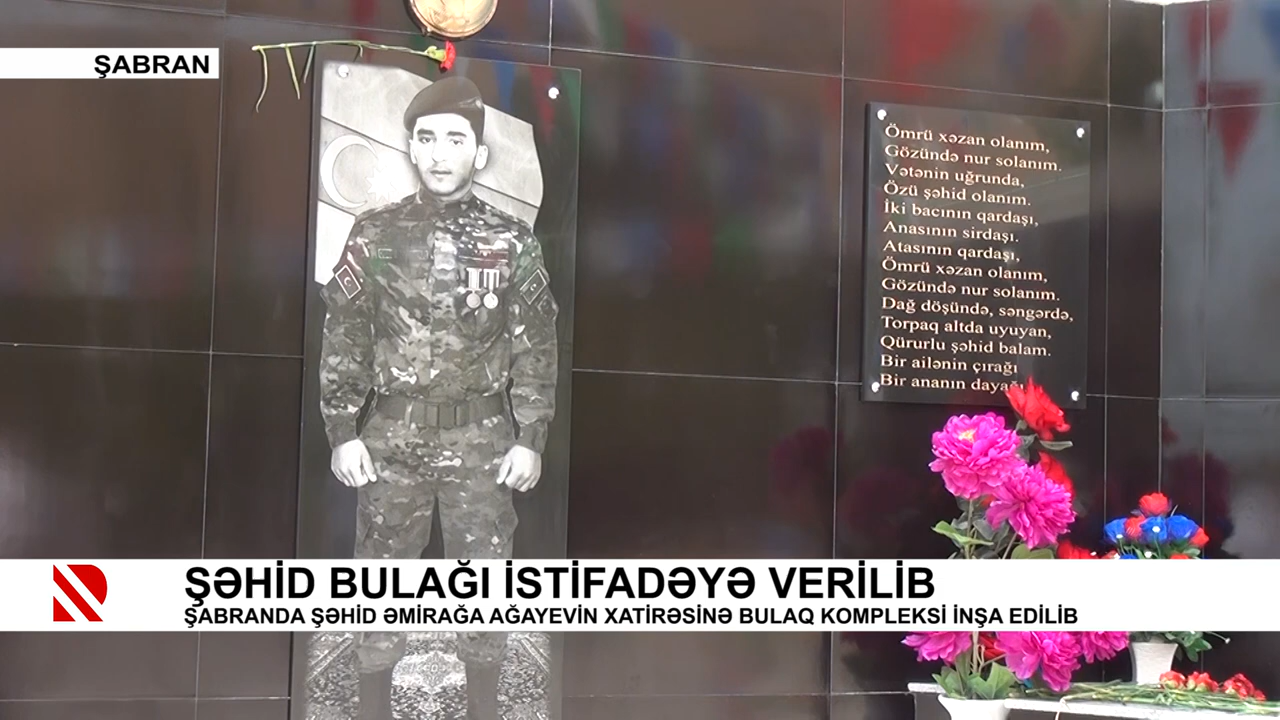 ŞABRAN
Ömrü xəzan olanım,
Gözündə nur solanım.
Vətənin uğrunda,
Özü şəhid olanım.
İki bacının qardaşı,
Anasının sirdaşı.
Atasının qardaşı,
Ömrü xəzan olanım,
Gözündə nur solanım.
Dağ döşündə, səngərdə,
Torpaq altda uyuyan,
Qürurlu şəhid balam.
Bir ailənin çırağı
Bir ananın dayağı
ŞƏHİD BULAĞI İSTİFADƏYƏ VERİLİB
ŞABRANDA ŞƏHİD ƏMİRAĞA AĞAYEVİN XATİRƏSİNƏ BULAQ KOMPLEKSİ İNŞA EDİLİB